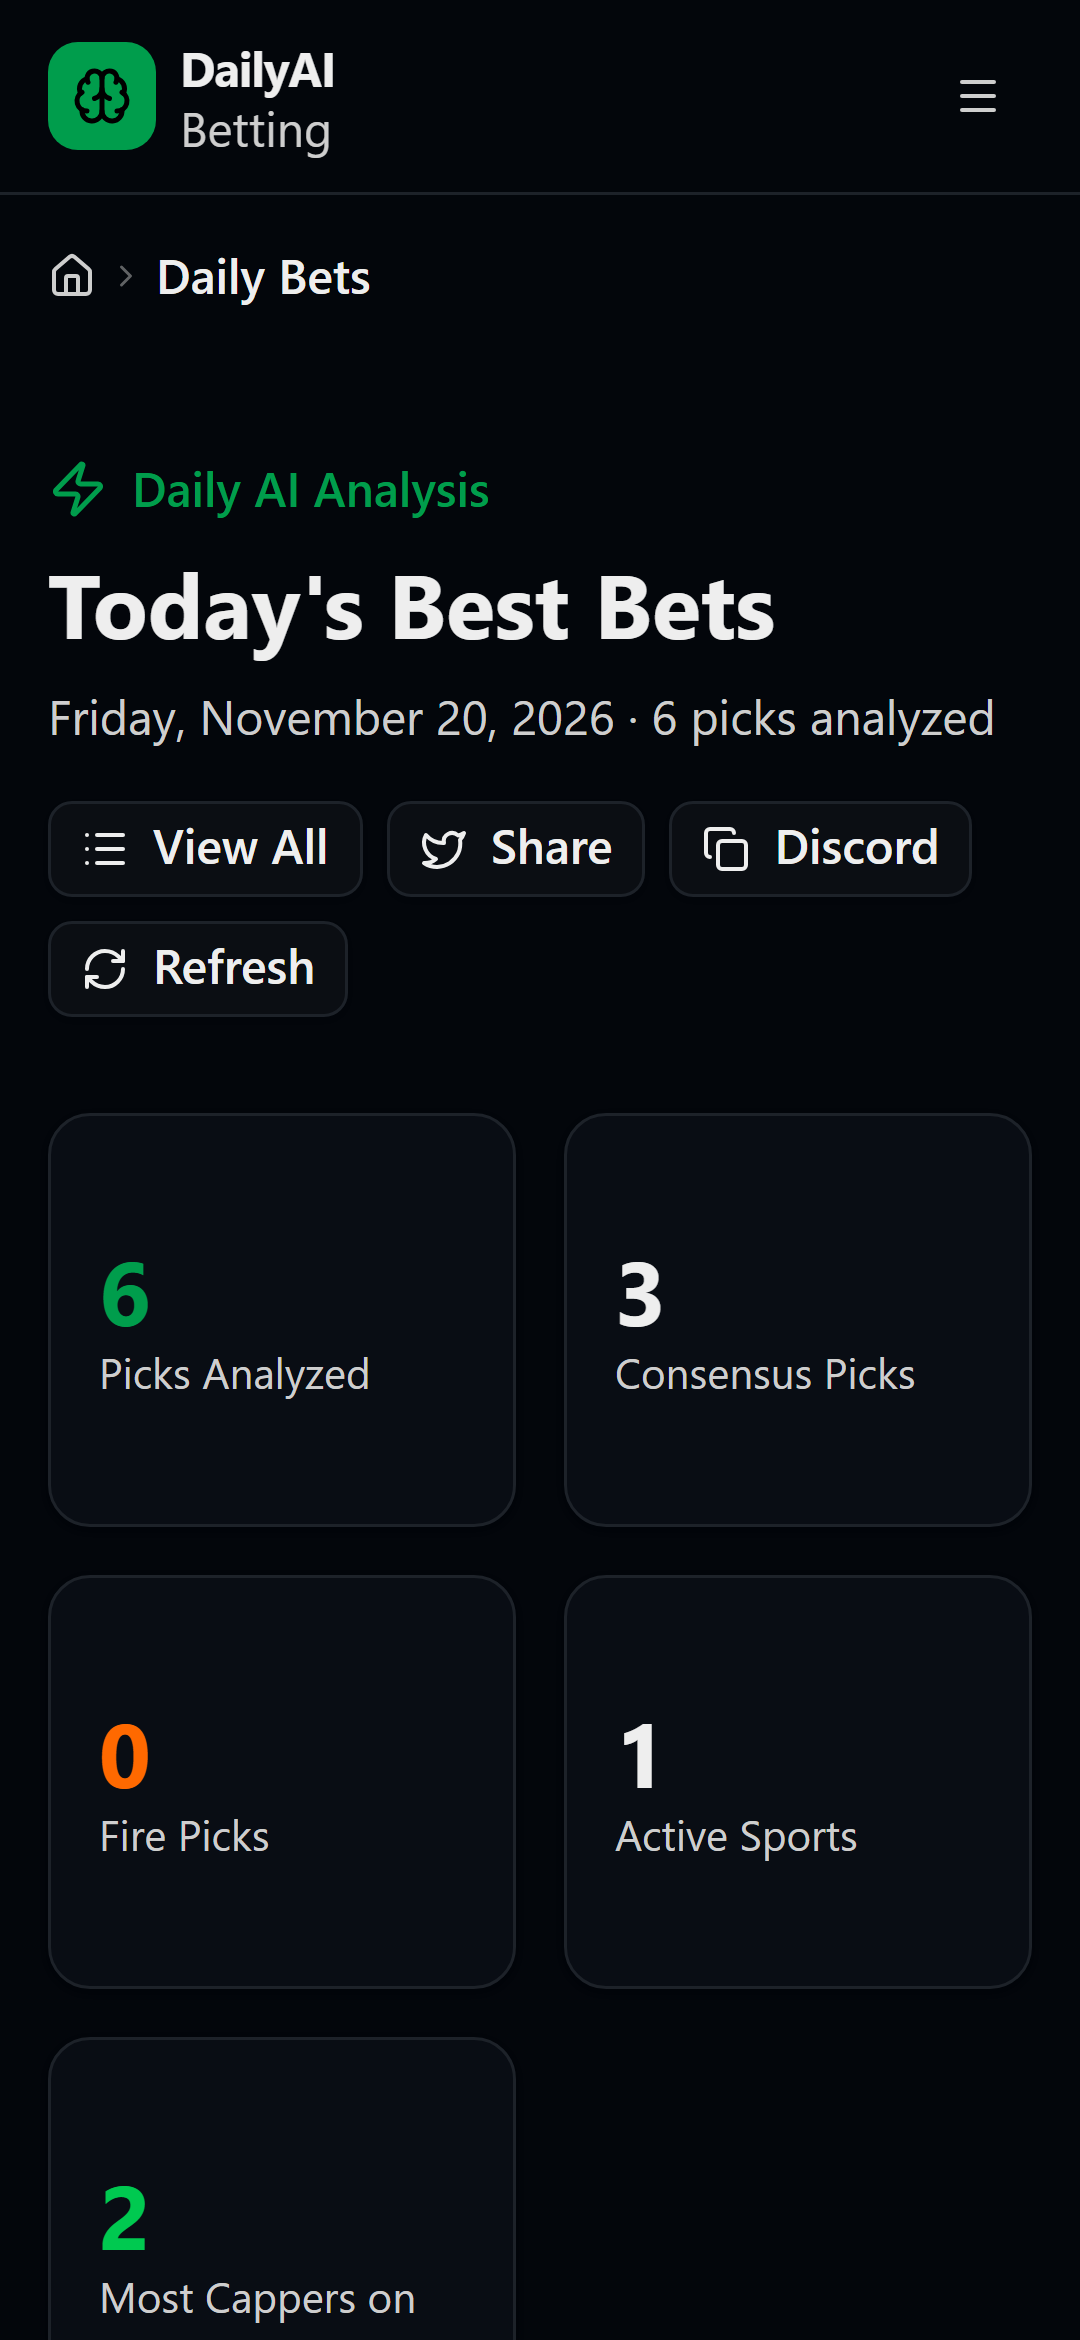 DailyAI
Betting
Daily Bets
Daily AI Analysis
Today's Best Bets
Friday, November 20, 2026 · 6 picks analyzed
View All
Share
Discord
Refresh
6
Picks Analyzed
3
Consensus Picks
0
Fire Picks
1
Active Sports
2
Most Cappers on